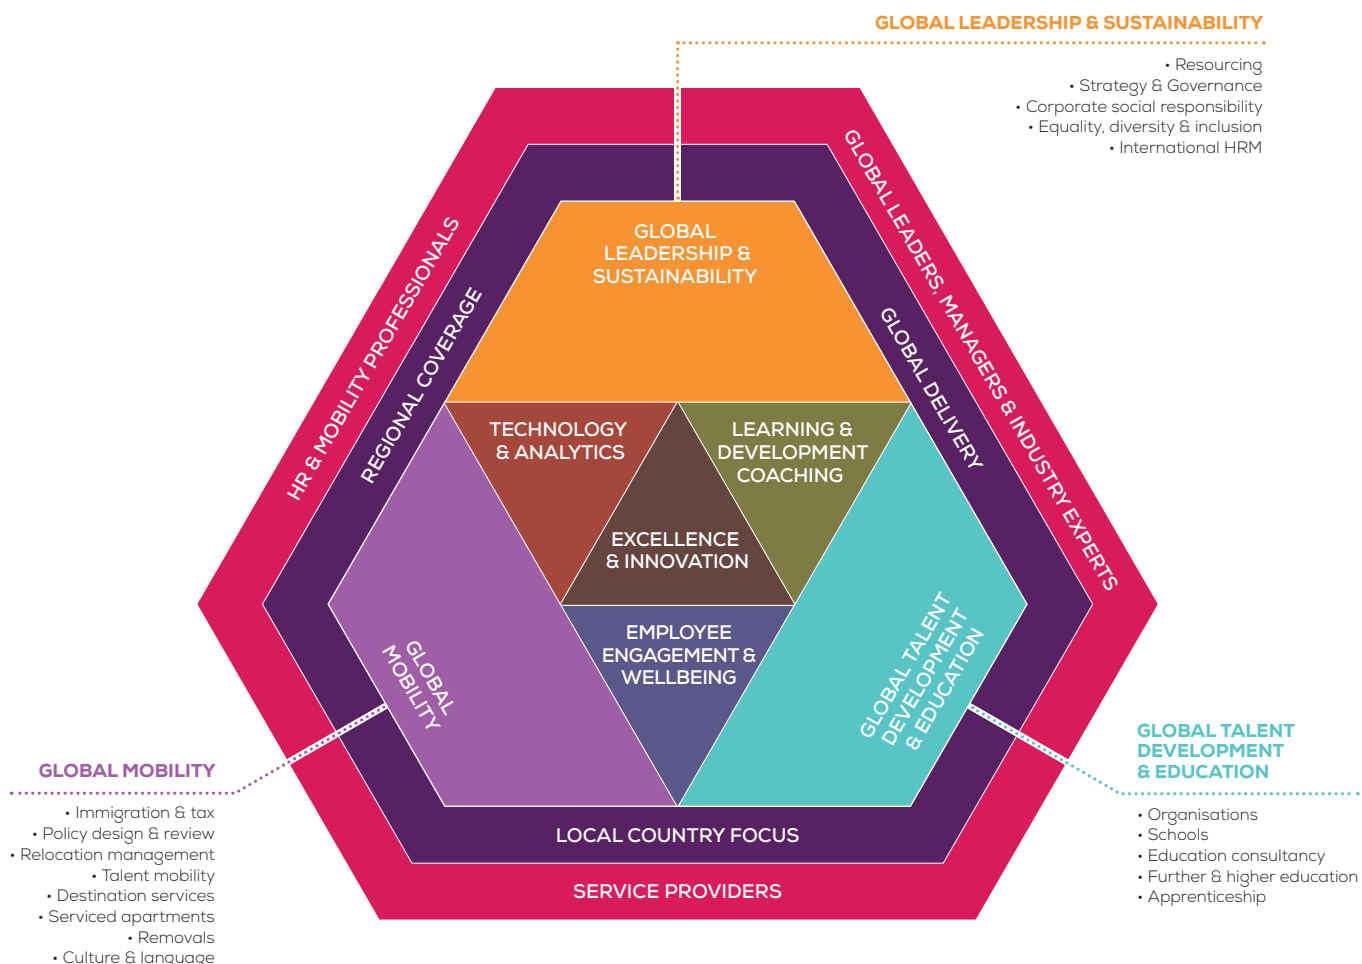 GLOBAL LEADERSHIP & SUSTAINABILITY
• Resourcing
• Strategy & Governance
• Corporate social responsibility
• Equality, diversity & inclusion
• International HRM
HR & MOBILITY PROFESSIONALS
GLOBAL LEADERS, MANAGERS & INDUSTRY EXPERTS
REGIONAL COVERAGE
GLOBAL DELIVERY
GLOBAL
LEADERSHIP &
SUSTAINABILITY
TECHNOLOGY
& ANALYTICS
LEARNING &
DEVELOPMENT
COACHING
EXCELLENCE
& INNOVATION
EMPLOYEE
ENGAGEMENT &
WELLBEING
GLOBAL
MOBILITY
GLOBAL TALENT
DEVELOPMENT
& EDUCATION
LOCAL COUNTRY FOCUS
SERVICE PROVIDERS
GLOBAL MOBILITY
• Immigration & tax
• Policy design & review
• Relocation management
• Talent mobility
• Destination services
• Serviced apartments
• Removals
• Culture & language
GLOBAL TALENT
DEVELOPMENT
& EDUCATION
• Organisations
• Schools
• Education consultancy
• Further & higher education
• Apprenticeship